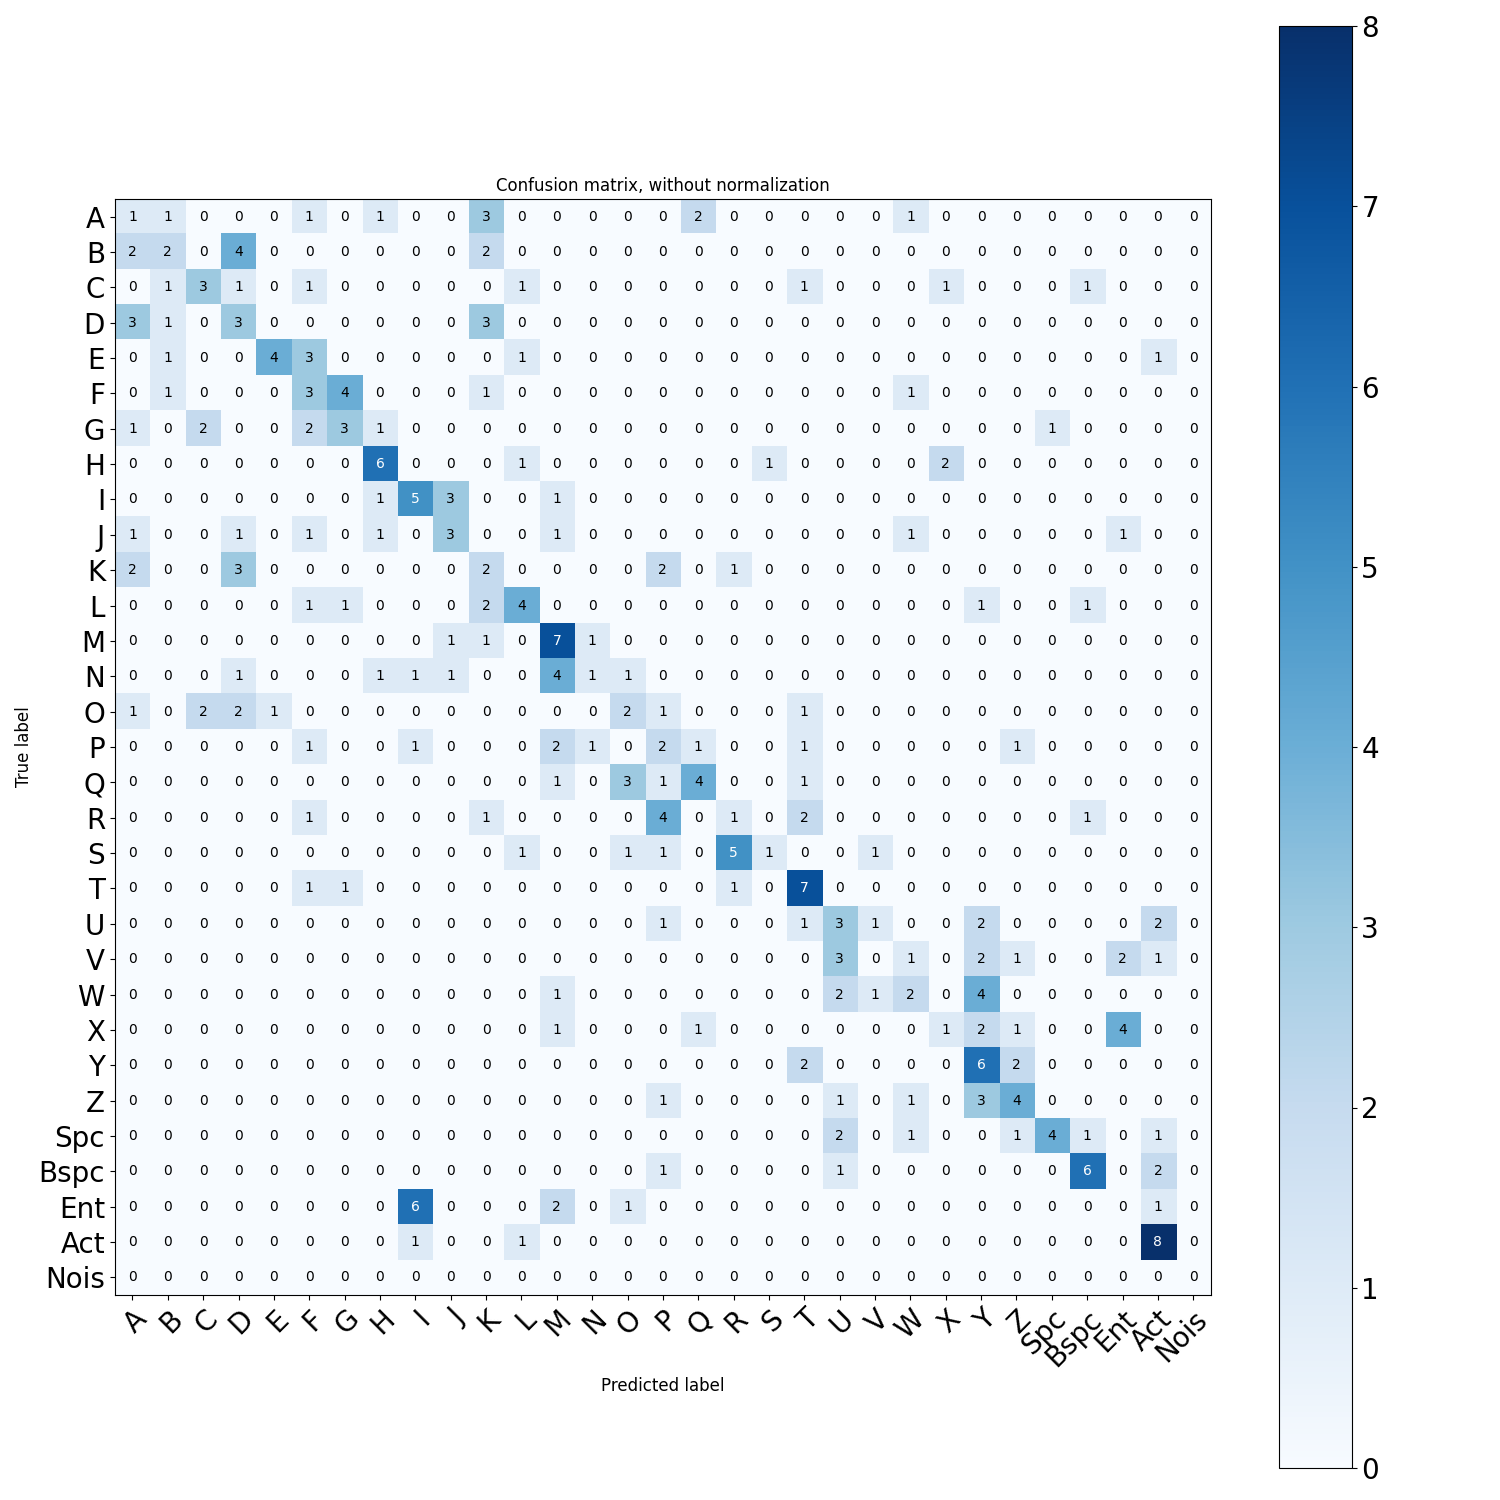 Confusion matrix, without normalization
A 1 1 0 0 0 1 0 1 0 0 3 0 0 0 0 0 2 0 0 0 0 0 1 0 0 0 0 0 0 0 0
B 2 2 0 4 0 0 0 0 0 0 2 0 0 0 0 0 0 0 0 0 0 0 0 0 0 0 0 0 0 0 0
C 0 1 3 1 0 1 0 0 0 0 0 1 0 0 0 0 0 0 0 1 0 0 0 1 0 0 0 1 0 0 0
D 3 1 0 3 0 0 0 0 0 0 3 0 0 0 0 0 0 0 0 0 0 0 0 0 0 0 0 0 0 0 0
E 0 1 0 0 4 3 0 0 0 0 0 1 0 0 0 0 0 0 0 0 0 0 0 0 0 0 0 0 0 1 0
F 0 1 0 0 0 3 4 0 0 0 1 0 0 0 0 0 0 0 0 0 0 0 1 0 0 0 0 0 0 0 0
G 1 0 2 0 0 2 3 1 0 0 0 0 0 0 0 0 0 0 0 0 0 0 0 0 0 0 1 0 0 0 0
H 0 0 0 0 0 0 0 6 0 0 0 1 0 0 0 0 0 0 1 0 0 0 0 2 0 0 0 0 0 0 0
I 0 0 0 0 0 0 0 1 5 3 0 0 1 0 0 0 0 0 0 0 0 0 0 0 0 0 0 0 0 0 0
J 1 0 0 1 0 1 0 1 0 3 0 0 1 0 0 0 0 0 0 0 0 0 1 0 0 0 0 0 1 0 0
K 2 0 0 3 0 0 0 0 0 0 2 0 0 0 0 2 0 1 0 0 0 0 0 0 0 0 0 0 0 0 0
L 0 0 0 0 0 1 1 0 0 0 2 4 0 0 0 0 0 0 0 0 0 0 0 0 1 0 0 1 0 0 0
M 0 0 0 0 0 0 0 0 0 1 1 0 7 1 0 0 0 0 0 0 0 0 0 0 0 0 0 0 0 0 0
N 0 0 0 1 0 0 0 1 1 1 0 0 4 1 1 0 0 0 0 0 0 0 0 0 0 0 0 0 0 0 0
O 1 0 2 2 1 0 0 0 0 0 0 0 0 0 2 1 0 0 0 1 0 0 0 0 0 0 0 0 0 0 0
P 0 0 0 0 0 1 0 0 1 0 0 0 2 1 0 2 1 0 0 1 0 0 0 0 0 1 0 0 0 0 0
Q 0 0 0 0 0 0 0 0 0 0 0 0 1 0 3 1 4 0 0 1 0 0 0 0 0 0 0 0 0 0 0
R 0 0 0 0 0 1 0 0 0 0 1 0 0 0 0 4 0 1 0 2 0 0 0 0 0 0 0 1 0 0 0
S 0 0 0 0 0 0 0 0 0 0 0 1 0 0 1 1 0 5 1 0 0 1 0 0 0 0 0 0 0 0 0
T 0 0 0 0 0 1 1 0 0 0 0 0 0 0 0 0 0 1 0 7 0 0 0 0 0 0 0 0 0 0 0
U 0 0 0 0 0 0 0 0 0 0 0 0 0 0 0 1 0 0 0 1 3 1 0 0 2 0 0 0 0 2 0
V 0 0 0 0 0 0 0 0 0 0 0 0 0 0 0 0 0 0 0 0 3 0 1 0 2 1 0 0 2 1 0
W 0 0 0 0 0 0 0 0 0 0 0 0 1 0 0 0 0 0 0 0 2 1 2 0 4 0 0 0 0 0 0
X 0 0 0 0 0 0 0 0 0 0 0 0 1 0 0 0 1 0 0 0 0 0 0 1 2 1 0 0 4 0 0
Y 0 0 0 0 0 0 0 0 0 0 0 0 0 0 0 0 0 0 0 2 0 0 0 0 6 2 0 0 0 0 0
Z 0 0 0 0 0 0 0 0 0 0 0 0 0 0 0 1 0 0 0 0 1 0 1 0 3 4 0 0 0 0 0
Spc 0 0 0 0 0 0 0 0 0 0 0 0 0 0 0 0 0 0 0 0 2 0 1 0 0 1 4 1 0 1 0
Bspc 0 0 0 0 0 0 0 0 0 0 0 0 0 0 0 1 0 0 0 0 1 0 0 0 0 0 0 6 0 2 0
Ent 0 0 0 0 0 0 0 0 6 0 0 0 2 0 1 0 0 0 0 0 0 0 0 0 0 0 0 0 0 1 0
Act 0 0 0 0 0 0 0 0 1 0 0 1 0 0 0 0 0 0 0 0 0 0 0 0 0 0 0 0 0 8 0
Nois 0 0 0 0 0 0 0 0 0 0 0 0 0 0 0 0 0 0 0 0 0 0 0 0 0 0 0 0 0 0 0
A B C D E F G H I J K L M N O P Q R S T U V W X Y Z Spc Bspc Ent Act Nois
Predicted label
True label
8
7
6
5
4
3
2
1
0